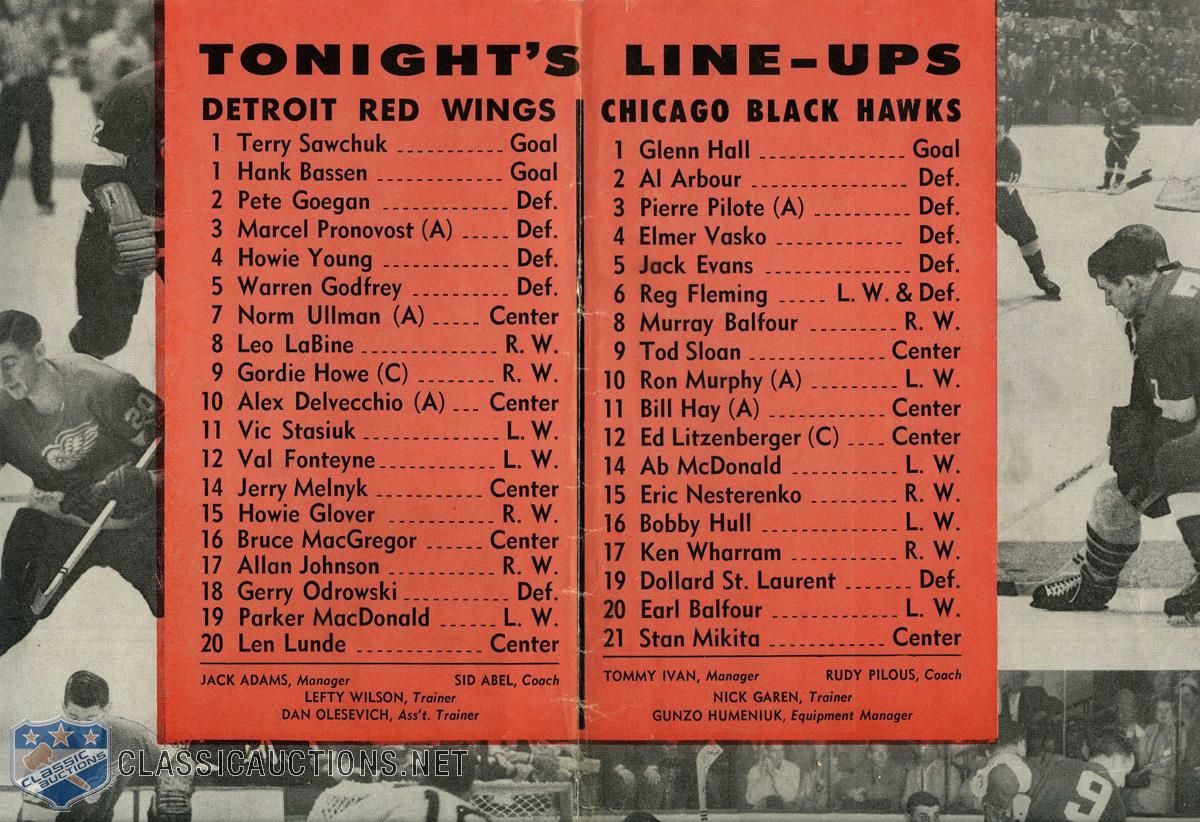 TONIGHT'S LINE-UPS
DETROIT RED WINGS
1 Terry Sawchuk Goal
1 Hank Bassen Goal
2 Pete Goegan Def.
3 Marcel Pronovost (A) Def.
4 Howie Young Def.
5 Warren Godfrey Def.
7 Norm Ullman (A) Center
8 Leo LaBine R. W.
9 Gordie Howe (C) R. W.
10 Alex Delvecchio (A) Center
11 Vic Stasiuk L. W.
12 Val Fonteyne L. W.
14 Jerry Melnyk Center
15 Howie Glover R. W.
16 Bruce MacGregor Center
17 Allan Johnson R. W.
18 Gerry Odrowski Def.
19 Parker MacDonald L. W.
20 Len Lunde Center
JACK ADAMS, Manager SID ABEL, Coach
LEFTY WILSON, Trainer
DAN OLESEVICH, Ass't. Trainer
CHICAGO BLACK HAWKS
1 Glenn Hall Goal
2 Al Arbour Def.
3 Pierre Pilote (A) Def.
4 Elmer Vasko Def.
5 Jack Evans Def.
6 Reg Fleming L. W. & Def.
8 Murray Balfour R. W.
9 Tod Sloan Center
10 Ron Murphy (A) L. W.
11 Bill Hay (A) Center
12 Ed Litzenberger (C) Center
14 Ab McDonald L. W.
15 Eric Nesterenko R. W.
16 Bobby Hull L. W.
17 Ken Wharram R. W.
19 Dollard St. Laurent Def.
20 Earl Balfour L. W.
21 Stan Mikita Center
TOMMY IVAN, Manager RUDY PILOUS, Coach
NICK GAREN, Trainer
GUNZO HUMENIUK, Equipment Manager
20
9
CLASSIC
AUCTIONS
CLASSICAUCTIONS.NET